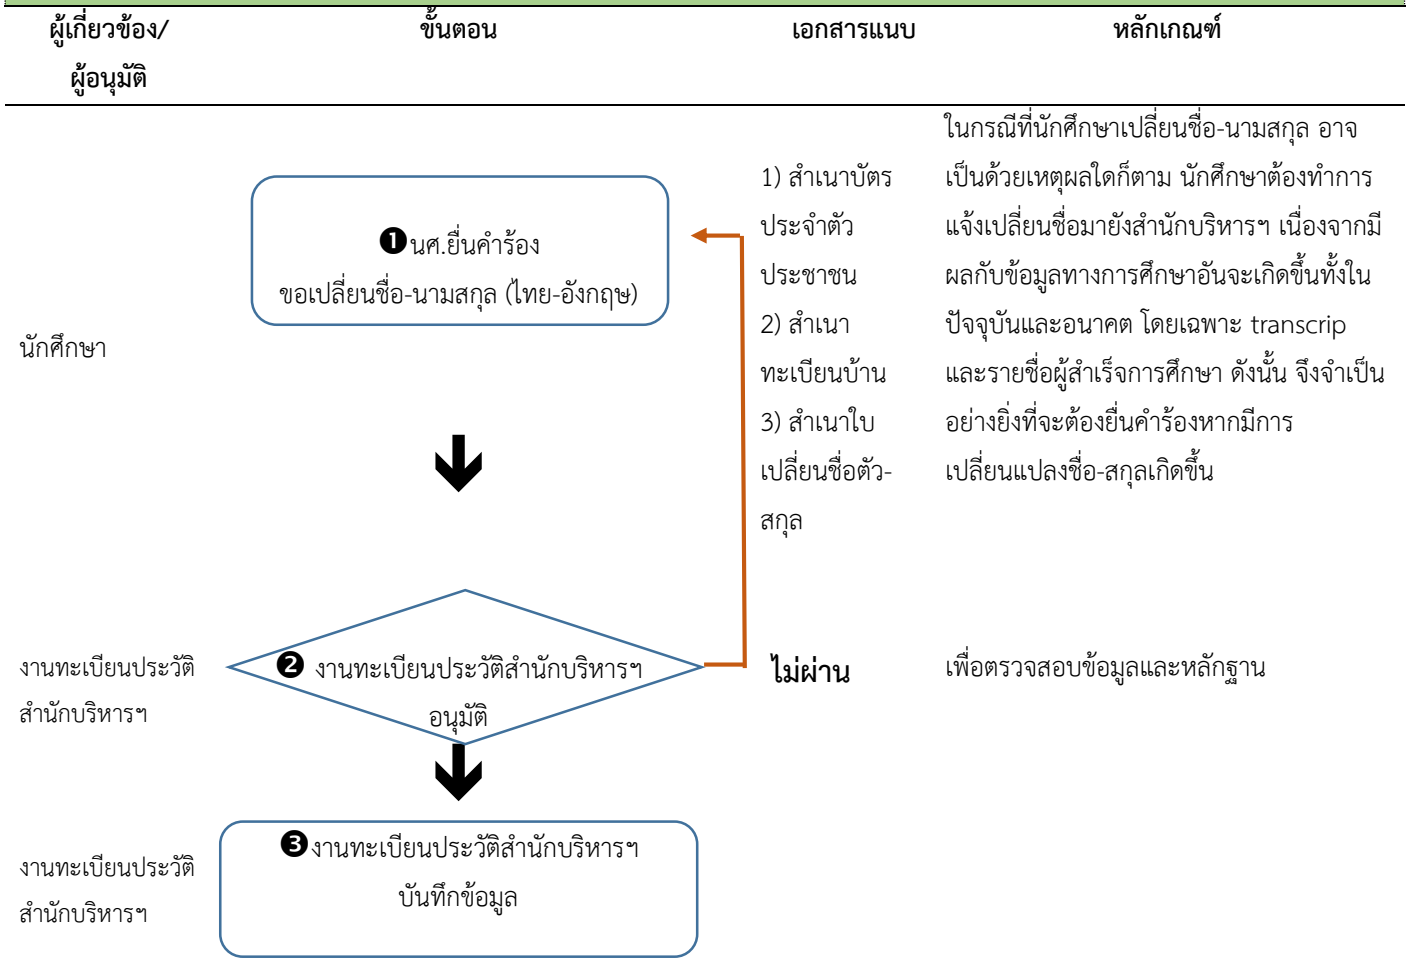 ผู้เกี่ยวข้อง/
ผู้อนุมัติ
ขั้นตอน
เอกสารแนบ
หลักเกณฑ์
นักศึกษา
❶นศ.ยื่นคำร้อง
ขอเปลี่ยนชื่อ-นามสกุล (ไทย-อังกฤษ)
1) สำเนาบัตร
ประจำตัว
ประชาชน
2) สำเนา
ทะเบียนบ้าน
3) สำเนาใบ
เปลี่ยนชื่อตัว-
สกุล
ในกรณีที่นักศึกษาเปลี่ยนชื่อ-นามสกุล อาจ
เป็นด้วยเหตุผลใดก็ตาม นักศึกษาต้องทำการ
แจ้งเปลี่ยนชื่อมายังสำนักบริหารฯ เนื่องจากมี
ผลกับข้อมูลทางการศึกษาอันจะเกิดขึ้นทั้งใน
ปัจจุบันและอนาคต โดยเฉพาะ transcrip
และรายชื่อผู้สำเร็จการศึกษา ดังนั้น จึงจำเป็น
อย่างยิ่งที่จะต้องยื่นคำร้องหากมีการ
เปลี่ยนแปลงชื่อ-สกุลเกิดขึ้น
งานทะเบียนประวัติ
สำนักบริหารฯ
❷ งานทะเบียนประวัติสำนักบริหารฯ
อนุมัติ
ไม่ผ่าน
เพื่อตรวจสอบข้อมูลและหลักฐาน
งานทะเบียนประวัติ
สำนักบริหารฯ
❸งานทะเบียนประวัติสำนักบริหารฯ
บันทึกข้อมูล